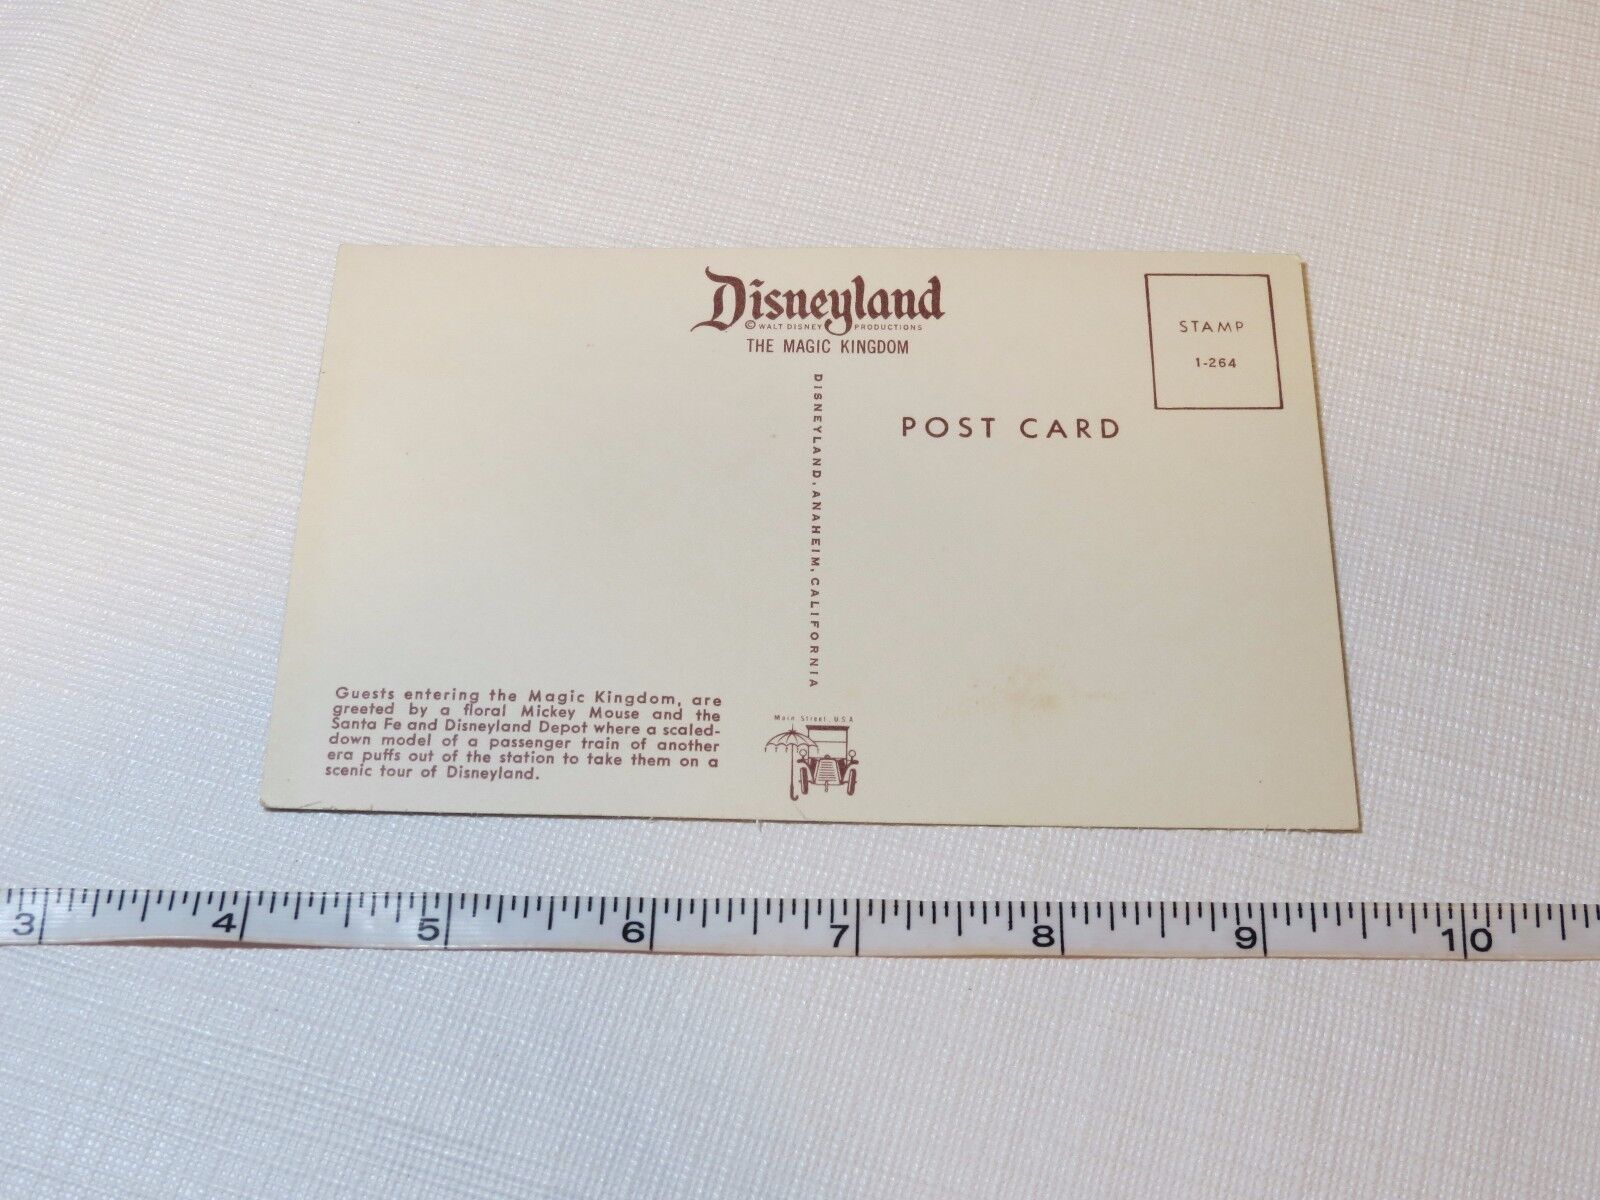 Disneyland
© WALT DISNEY PRODUCTIONS
THE MAGIC KINGDOM
STAMP
1-264
POST CARD
DISNEYLAND, ANAHEIM, CALIFORNIA
Guests entering the Magic Kingdom, are
greeted by a floral Mickey Mouse and the
Santa Fe and Disneyland Depot where a scaled-
down model of a passenger train of another
era puffs out of the station to take them on a
scenic tour of Disneyland.
Main Street, U.S.A
3 4 5 6 7 8 9 10